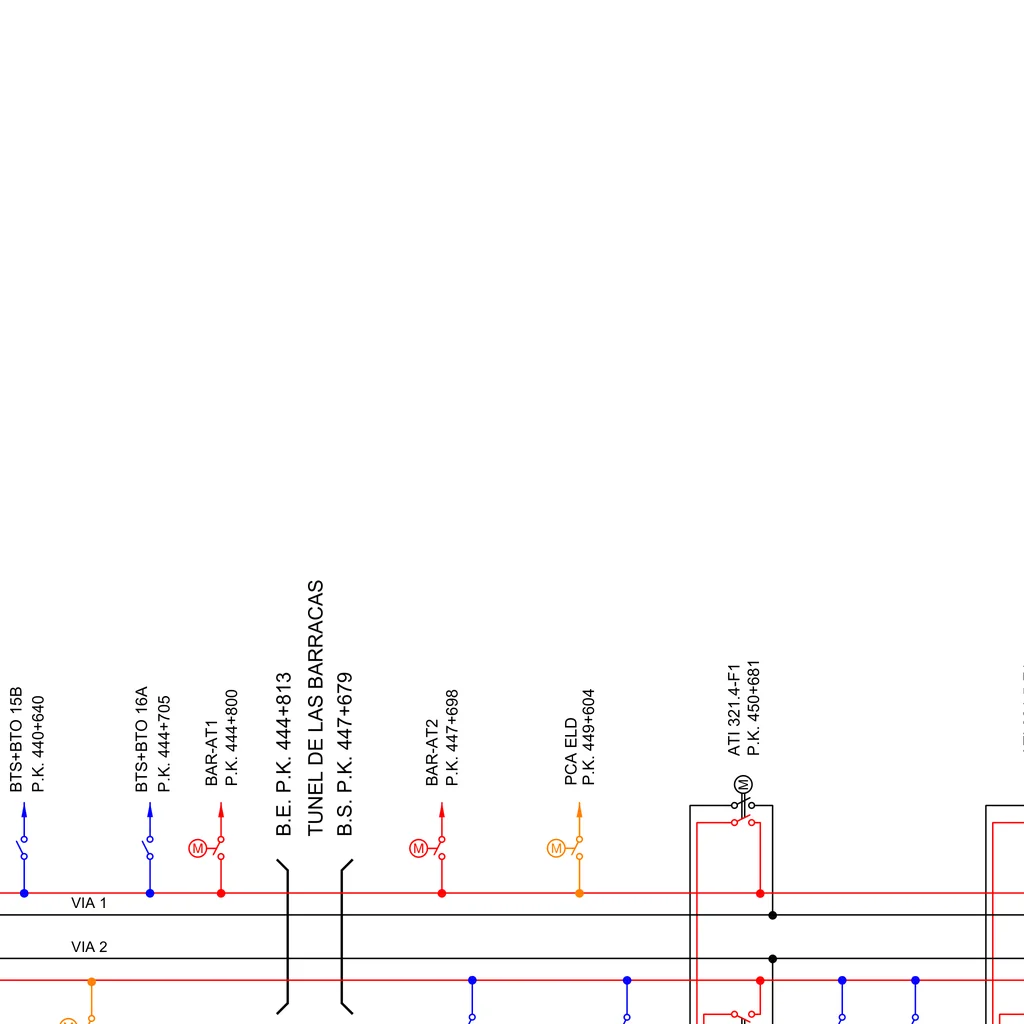 BTS+BTO 15B
P.K. 440+640
BTS+BTO 16A
P.K. 444+705
BAR-AT1
P.K. 444+800
B.E. P.K. 444+813
TUNEL DE LAS BARRACAS
B.S. P.K. 447+679
BAR-AT2
P.K. 447+698
PCA ELD
P.K. 449+604
ATI 321.4-F1
P.K. 450+681
M
M
M
M
VIA 1
VIA 2